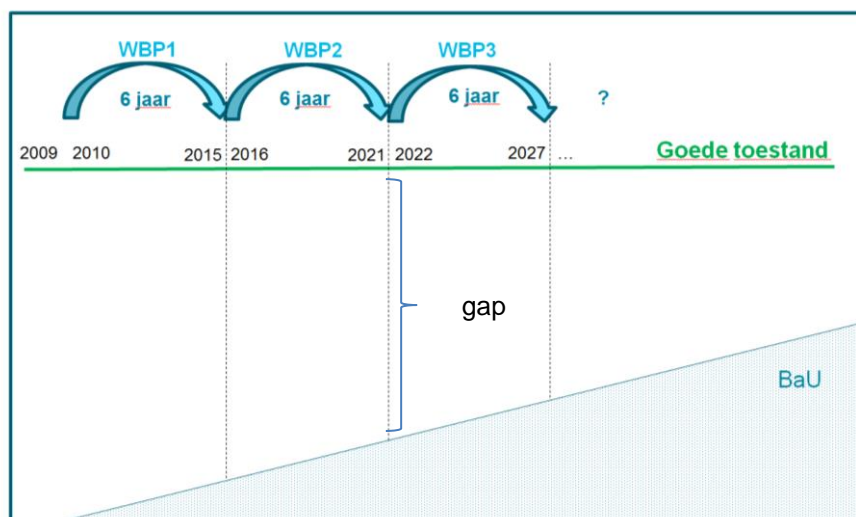 WBP1 WBP2 WBP3
6 jaar 6 jaar 6 jaar ?
2009 2010 2015 2016 2021 2022 2027 ... Goede toestand
gap
BaU